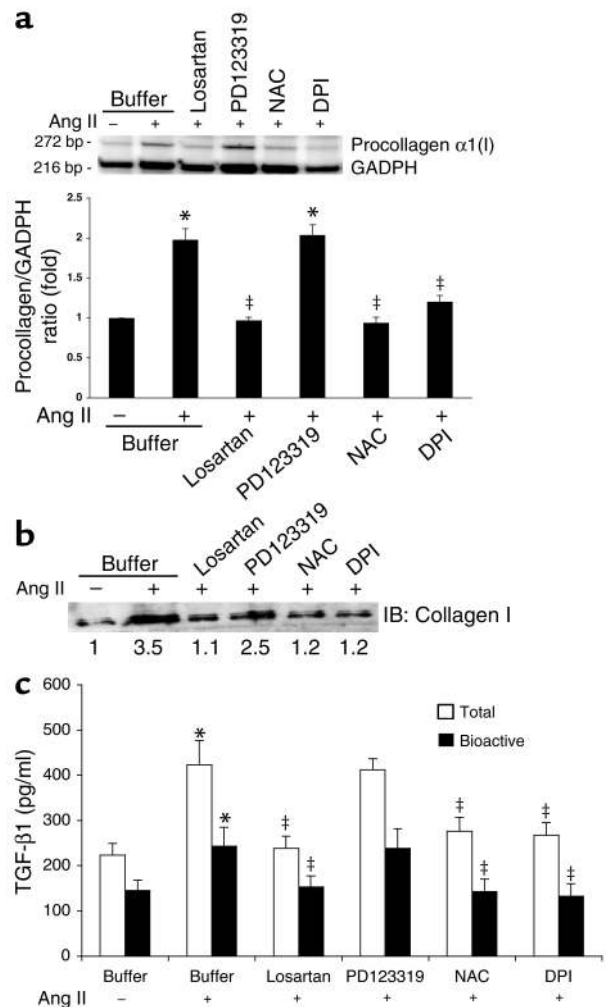 a
Buffer Losartan PD123319 NAC DPI
Ang II – + + + + +
272 bp - Procollagen α1(I)
216 bp - GADPH
Procollagen/GADPH
ratio (fold)
2.5
2
1.5
1
0.5
0
* ‡ * ‡ ‡
Ang II – + + + + +
Buffer Losartan PD123319 NAC DPI
b
Buffer Losartan PD123319 NAC DPI
Ang II – + + + + +
IB: Collagen I
1 3.5 1.1 2.5 1.2 1.2
c
TGF-β1 (pg/ml)
600
500
400
300
200
100
0
Total
Bioactive
* * ‡ ‡ ‡ ‡ ‡ ‡
Buffer Buffer Losartan PD123319 NAC DPI
Ang II – + + + + +